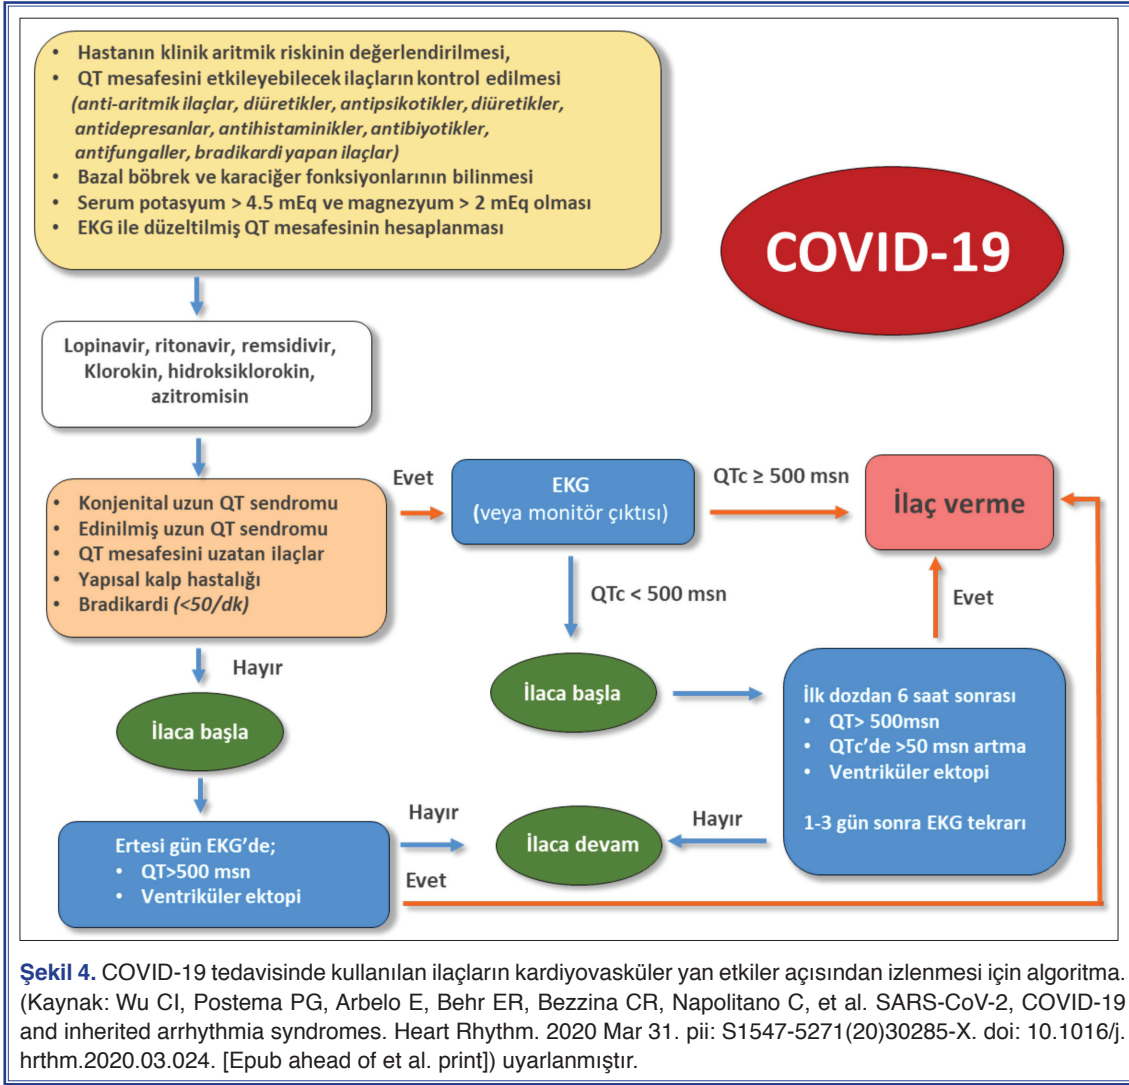 • Hastanın klinik aritmik riskinin değerlendirilmesi,
• QT mesafesini etkileyebilecek ilaçların kontrol edilmesi
(anti-aritmik ilaçlar, diüretikler, antipsikotikler, diüretikler,
antidepresanlar, antihistaminikler, antibiyotikler,
antifungaller, bradikardi yapan ilaçlar)
• Bazal böbrek ve karaciğer fonksiyonlarının bilinmesi
• Serum potasyum > 4.5 mEq ve magnezyum > 2 mEq olması
• EKG ile düzeltilmiş QT mesafesinin hesaplanması
COVID-19
Lopinavir, ritonavir, remsidivir,
Klorokin, hidroksiklorokin,
azitromisin
• Konjenital uzun QT sendromu
• Edinilmiş uzun QT sendromu
• QT mesafesini uzatan ilaçlar
• Yapısal kalp hastalığı
• Bradikardi (<50/dk)
Evet
EKG
(veya monitör çıktısı)
QTc ≥ 500 msn
İlaç verme
QTc < 500 msn
Evet
Hayır
İlaca başla
İlaca başla
İlk dozdan 6 saat sonrası
• QT> 500msn
• QTc’de >50 msn artma
• Ventriküler ektopi
1-3 gün sonra EKG tekrarı
Ertesi gün EKG’de;
• QT>500 msn
• Ventriküler ektopi
Hayır
İlaca devam
Hayır
Evet
Şekil 4. COVID-19 tedavisinde kullanılan ilaçların kardiyovasküler yan etkiler açısından izlenmesi için algoritma.
(Kaynak: Wu CI, Postema PG, Arbelo E, Behr ER, Bezzina CR, Napolitano C, et al. SARS-CoV-2, COVID-19
and inherited arrhythmia syndromes. Heart Rhythm. 2020 Mar 31. pii: S1547-5271(20)30285-X. doi: 10.1016/j.
hrthm.2020.03.024. [Epub ahead of et al. print]) uyarlanmıştır.